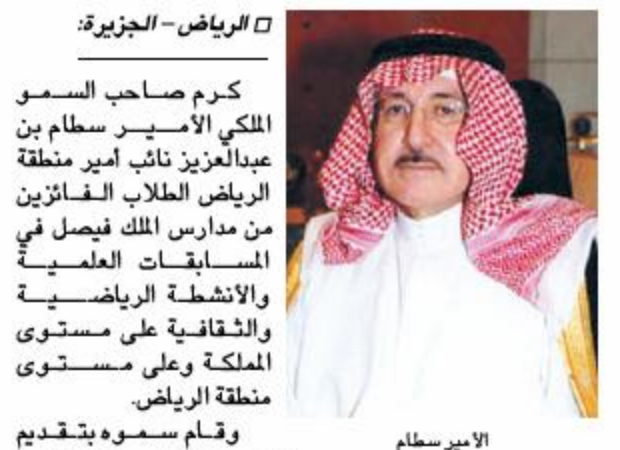 □ الرياض – الجزيرة:
كرم صاحب السمو
الملكي الأمير سطام بن
عبدالعزيز نائب أمير منطقة
الرياض الطلاب الفائزين
من مدارس الملك فيصل في
المسابقات العلمية
والأنشطة الرياضية
والثقافية على مستوى
المملكة وعلى مستوى
منطقة الرياض.
وقام سموه بتقديم
الأمير سطام